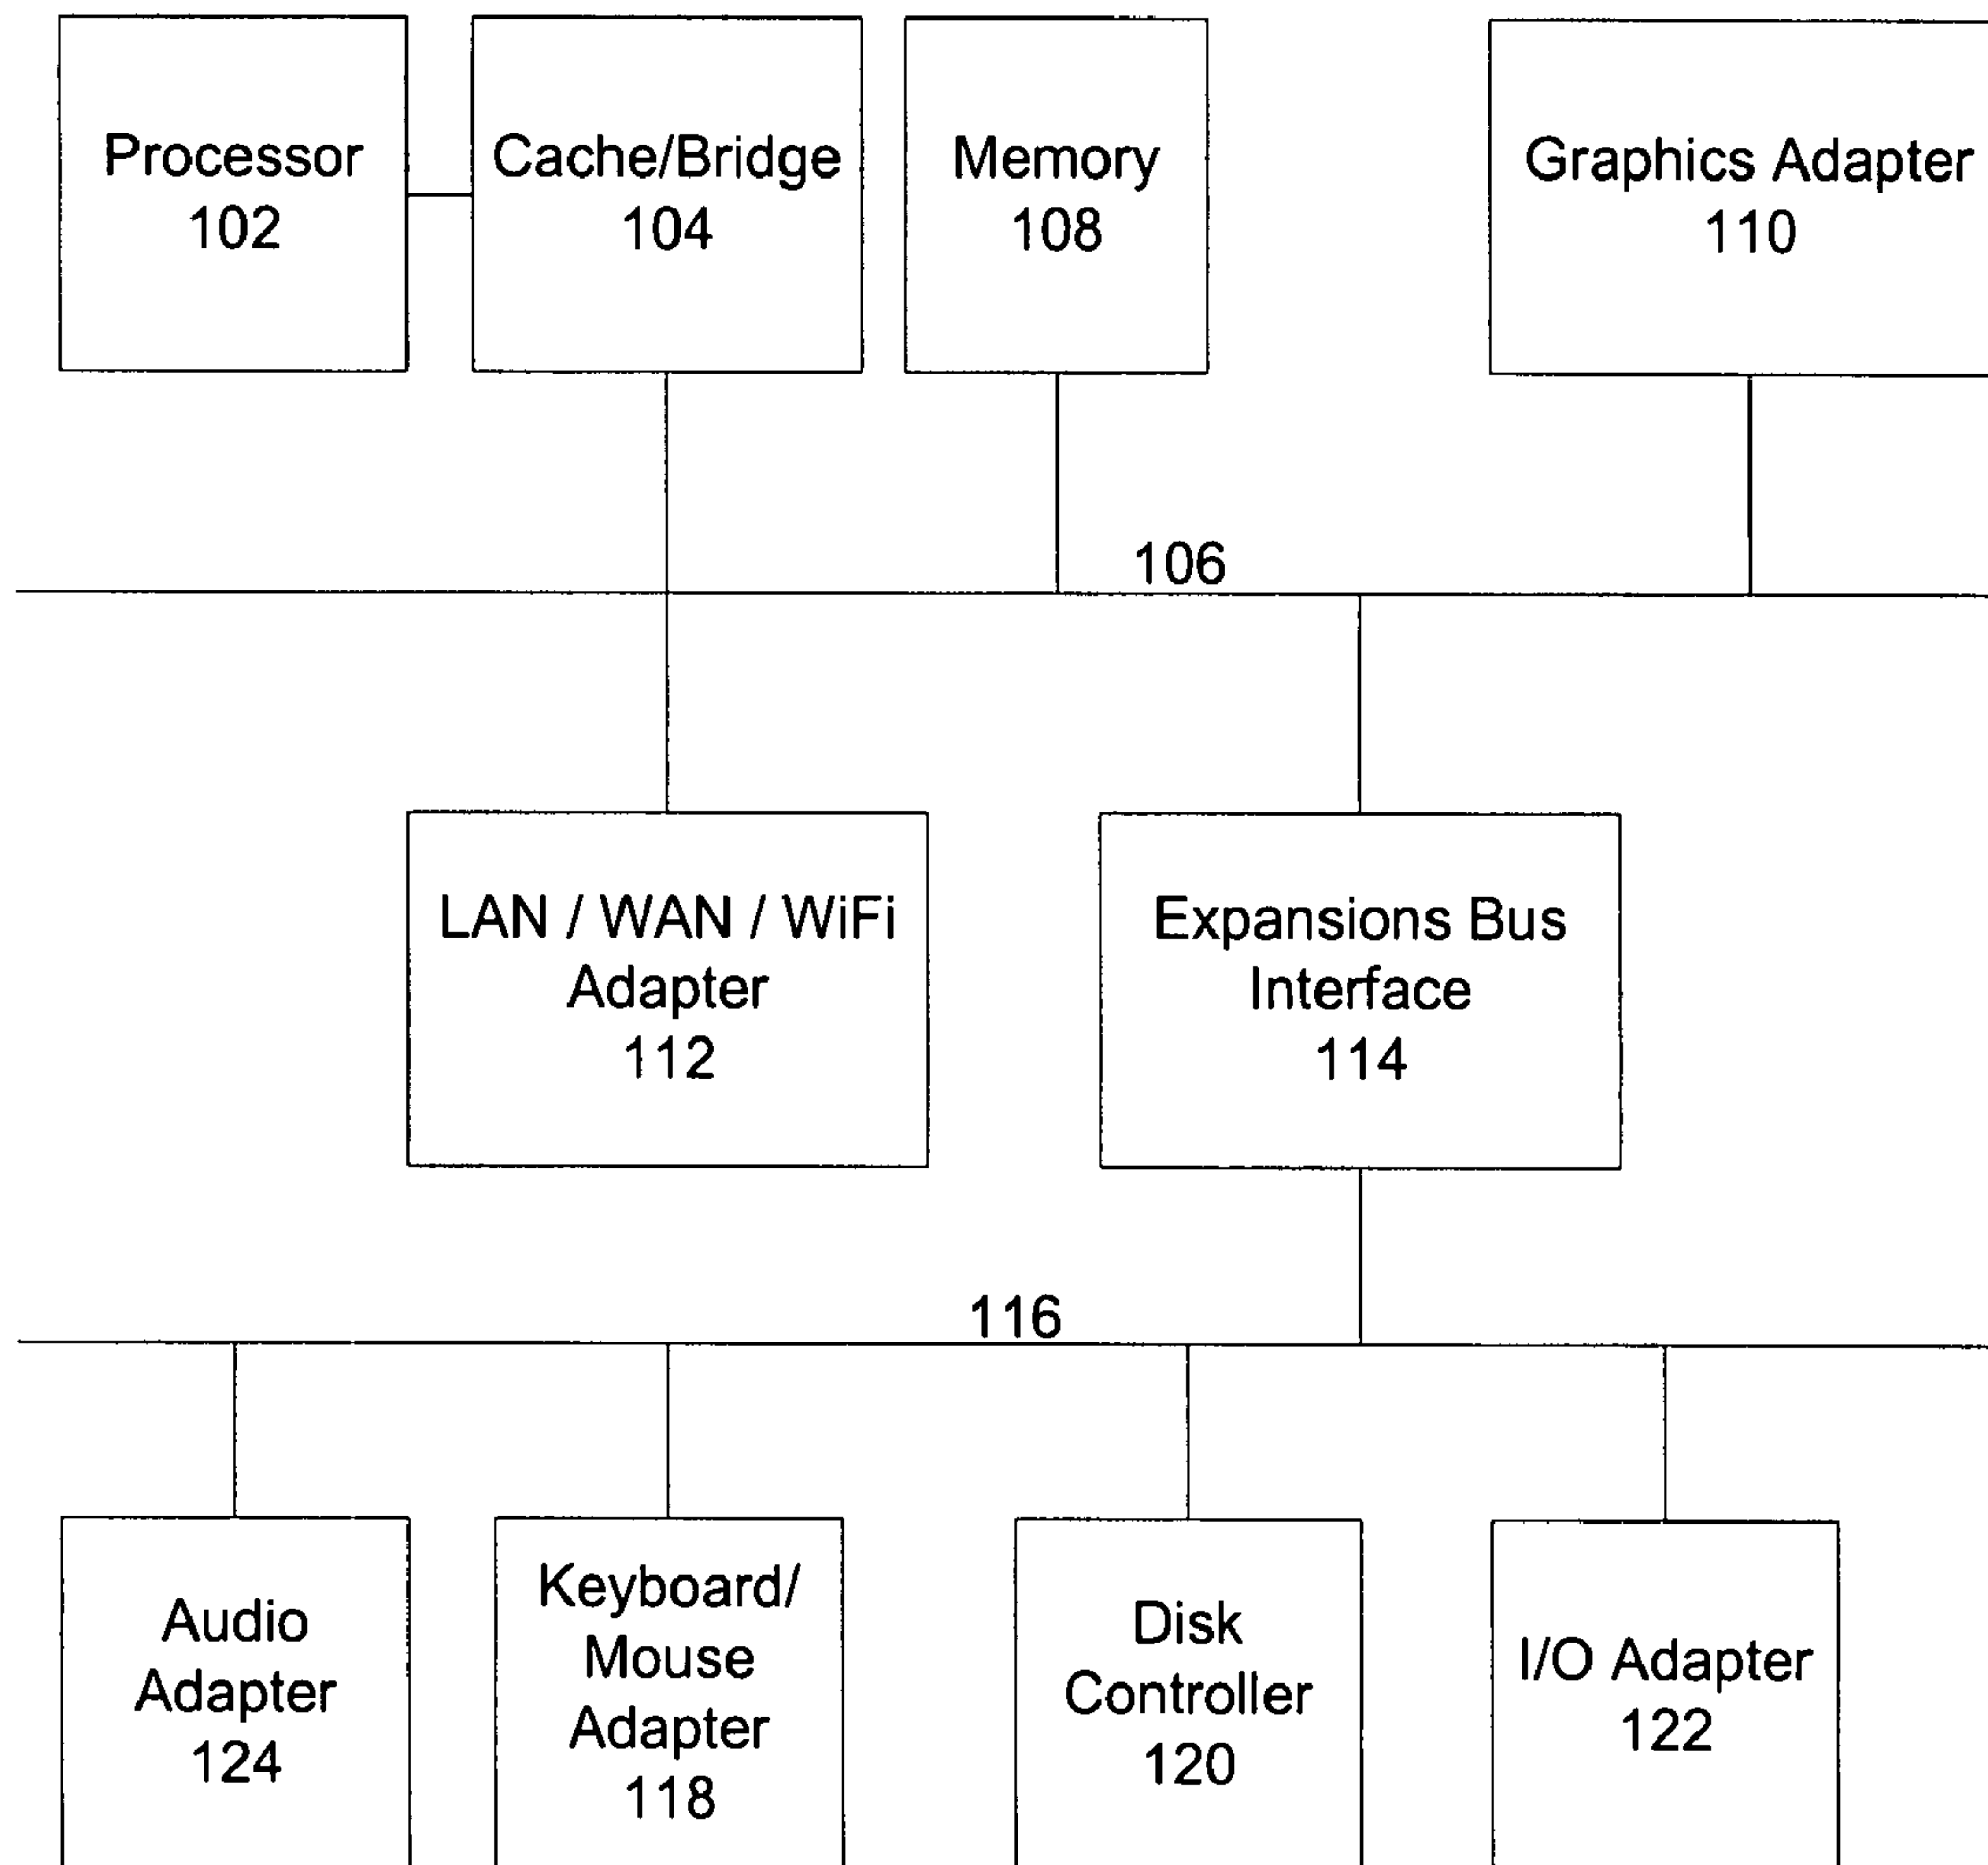 Processor
102
Cache/Bridge
104
Memory
108
Graphics Adapter
110
106
LAN / WAN / WiFi
Adapter
112
Expansions Bus
Interface
114
116
Audio
Adapter
124
Keyboard/
Mouse
Adapter
118
Disk
Controller
120
I/O Adapter
122